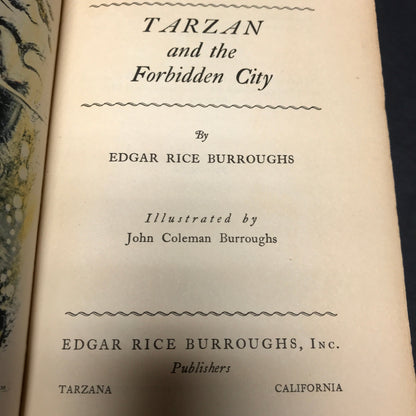 TARZAN
and the
Forbidden City
By
EDGAR RICE BURROUGHS
Illustrated by
John Coleman Burroughs
EDGAR RICE BURROUGHS, INC.
Publishers
TARZANA CALIFORNIA